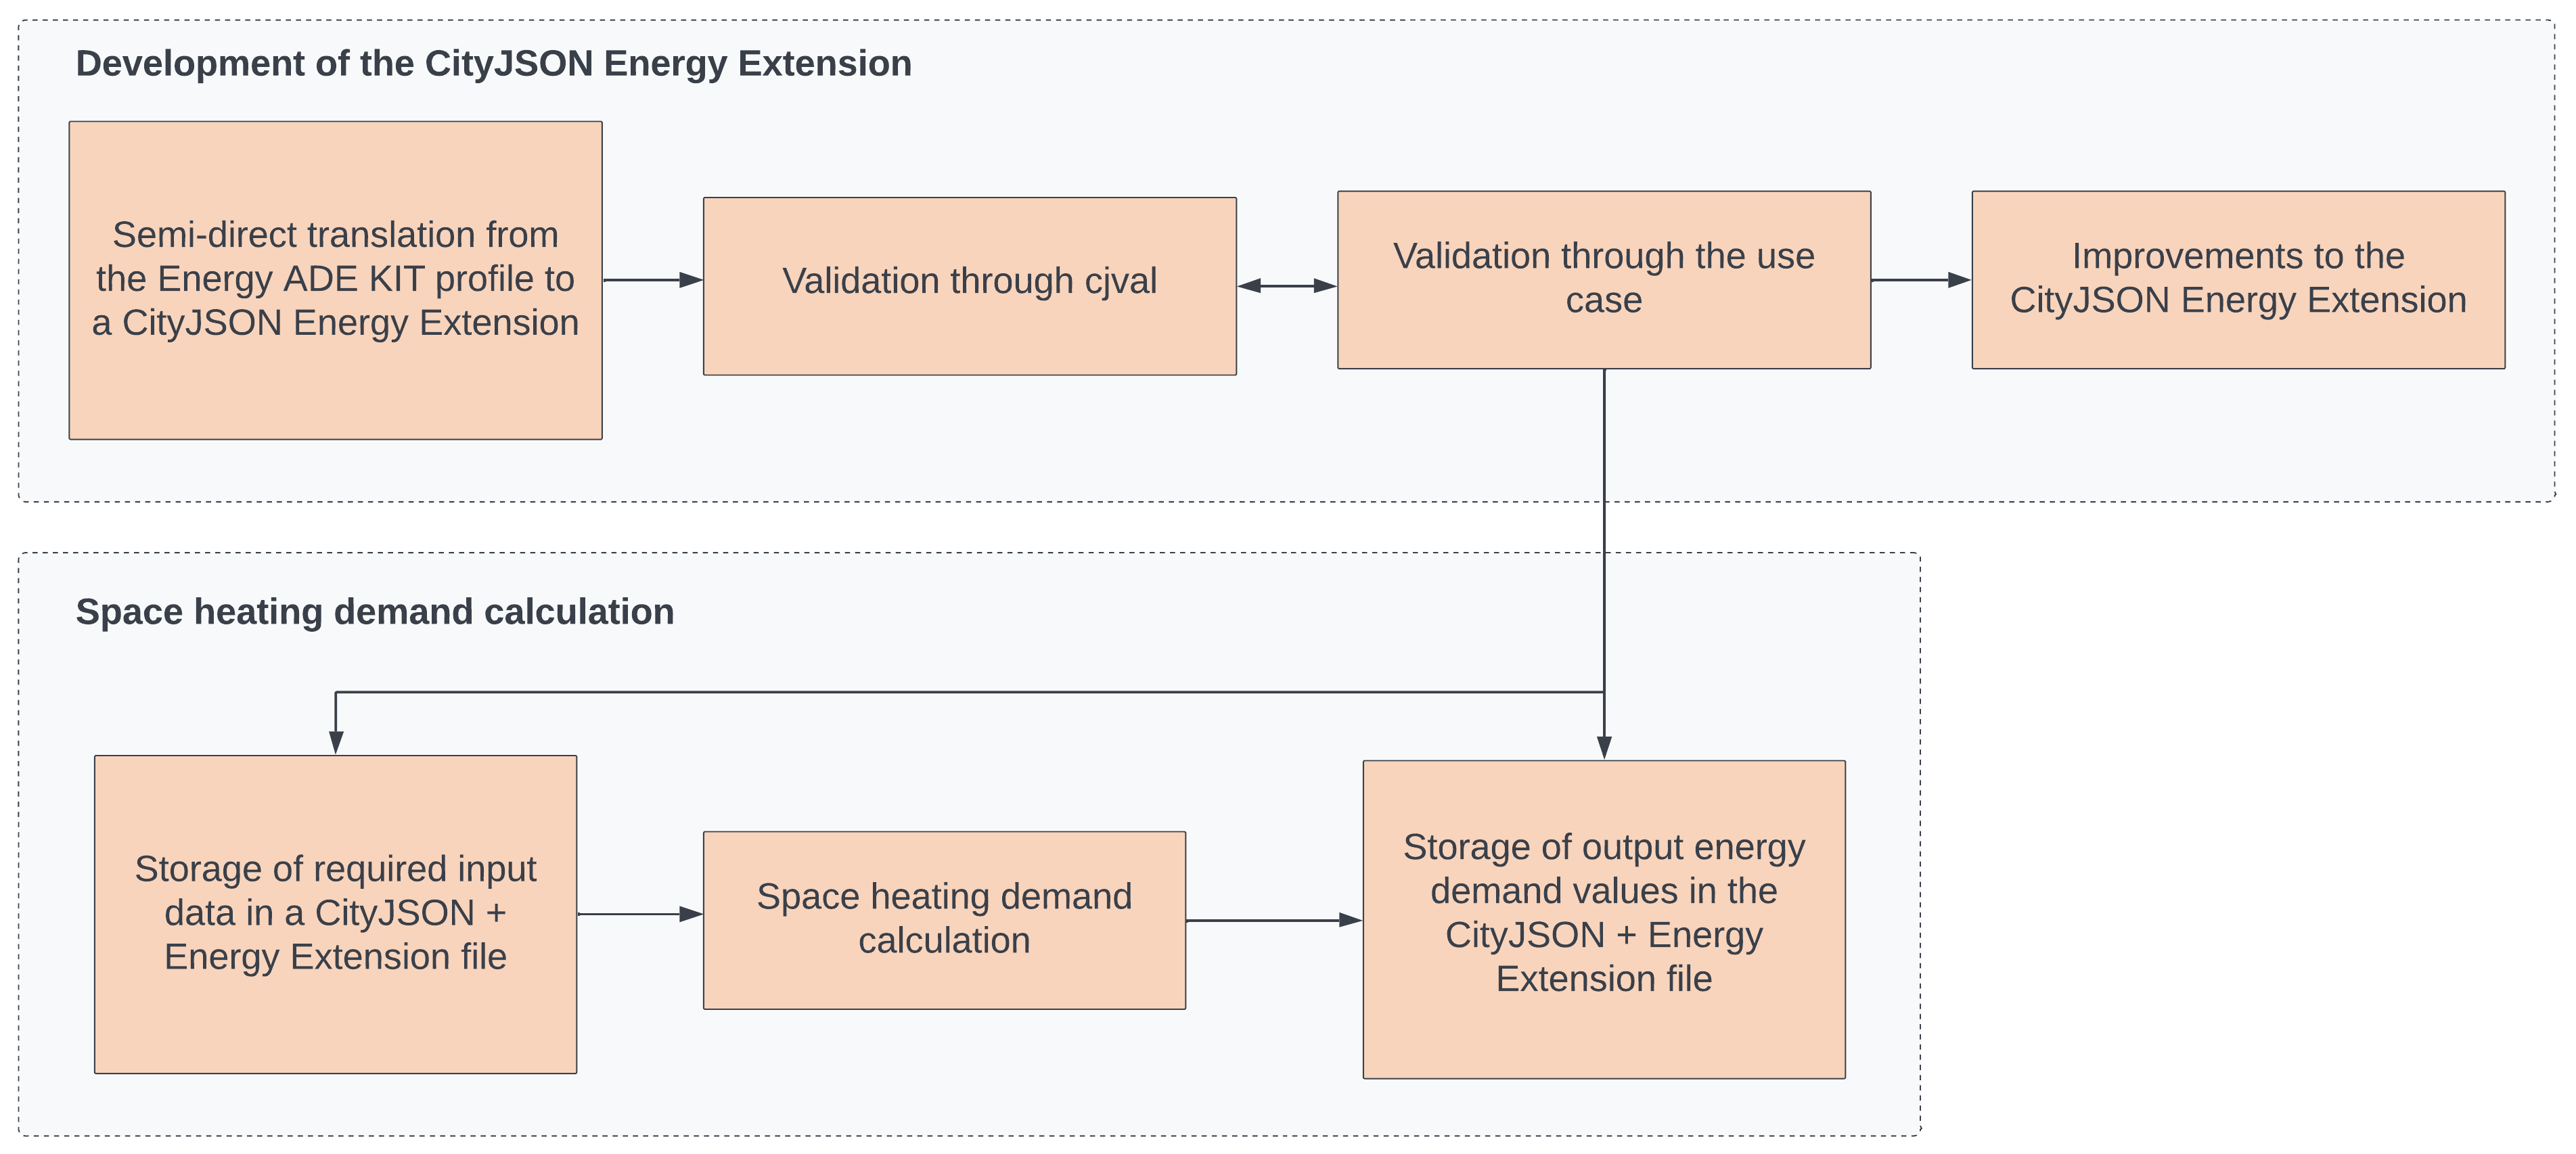 Development of the CityJSON Energy Extension
Semi-direct translation from
the Energy ADE KIT profile to
a CityJSON Energy Extension
Validation through cjval
Validation through the use
case
Improvements to the
CityJSON Energy Extension
Space heating demand calculation
Storage of required input
data in a CityJSON +
Energy Extension file
Space heating demand
calculation
Storage of output energy
demand values in the
CityJSON + Energy
Extension file